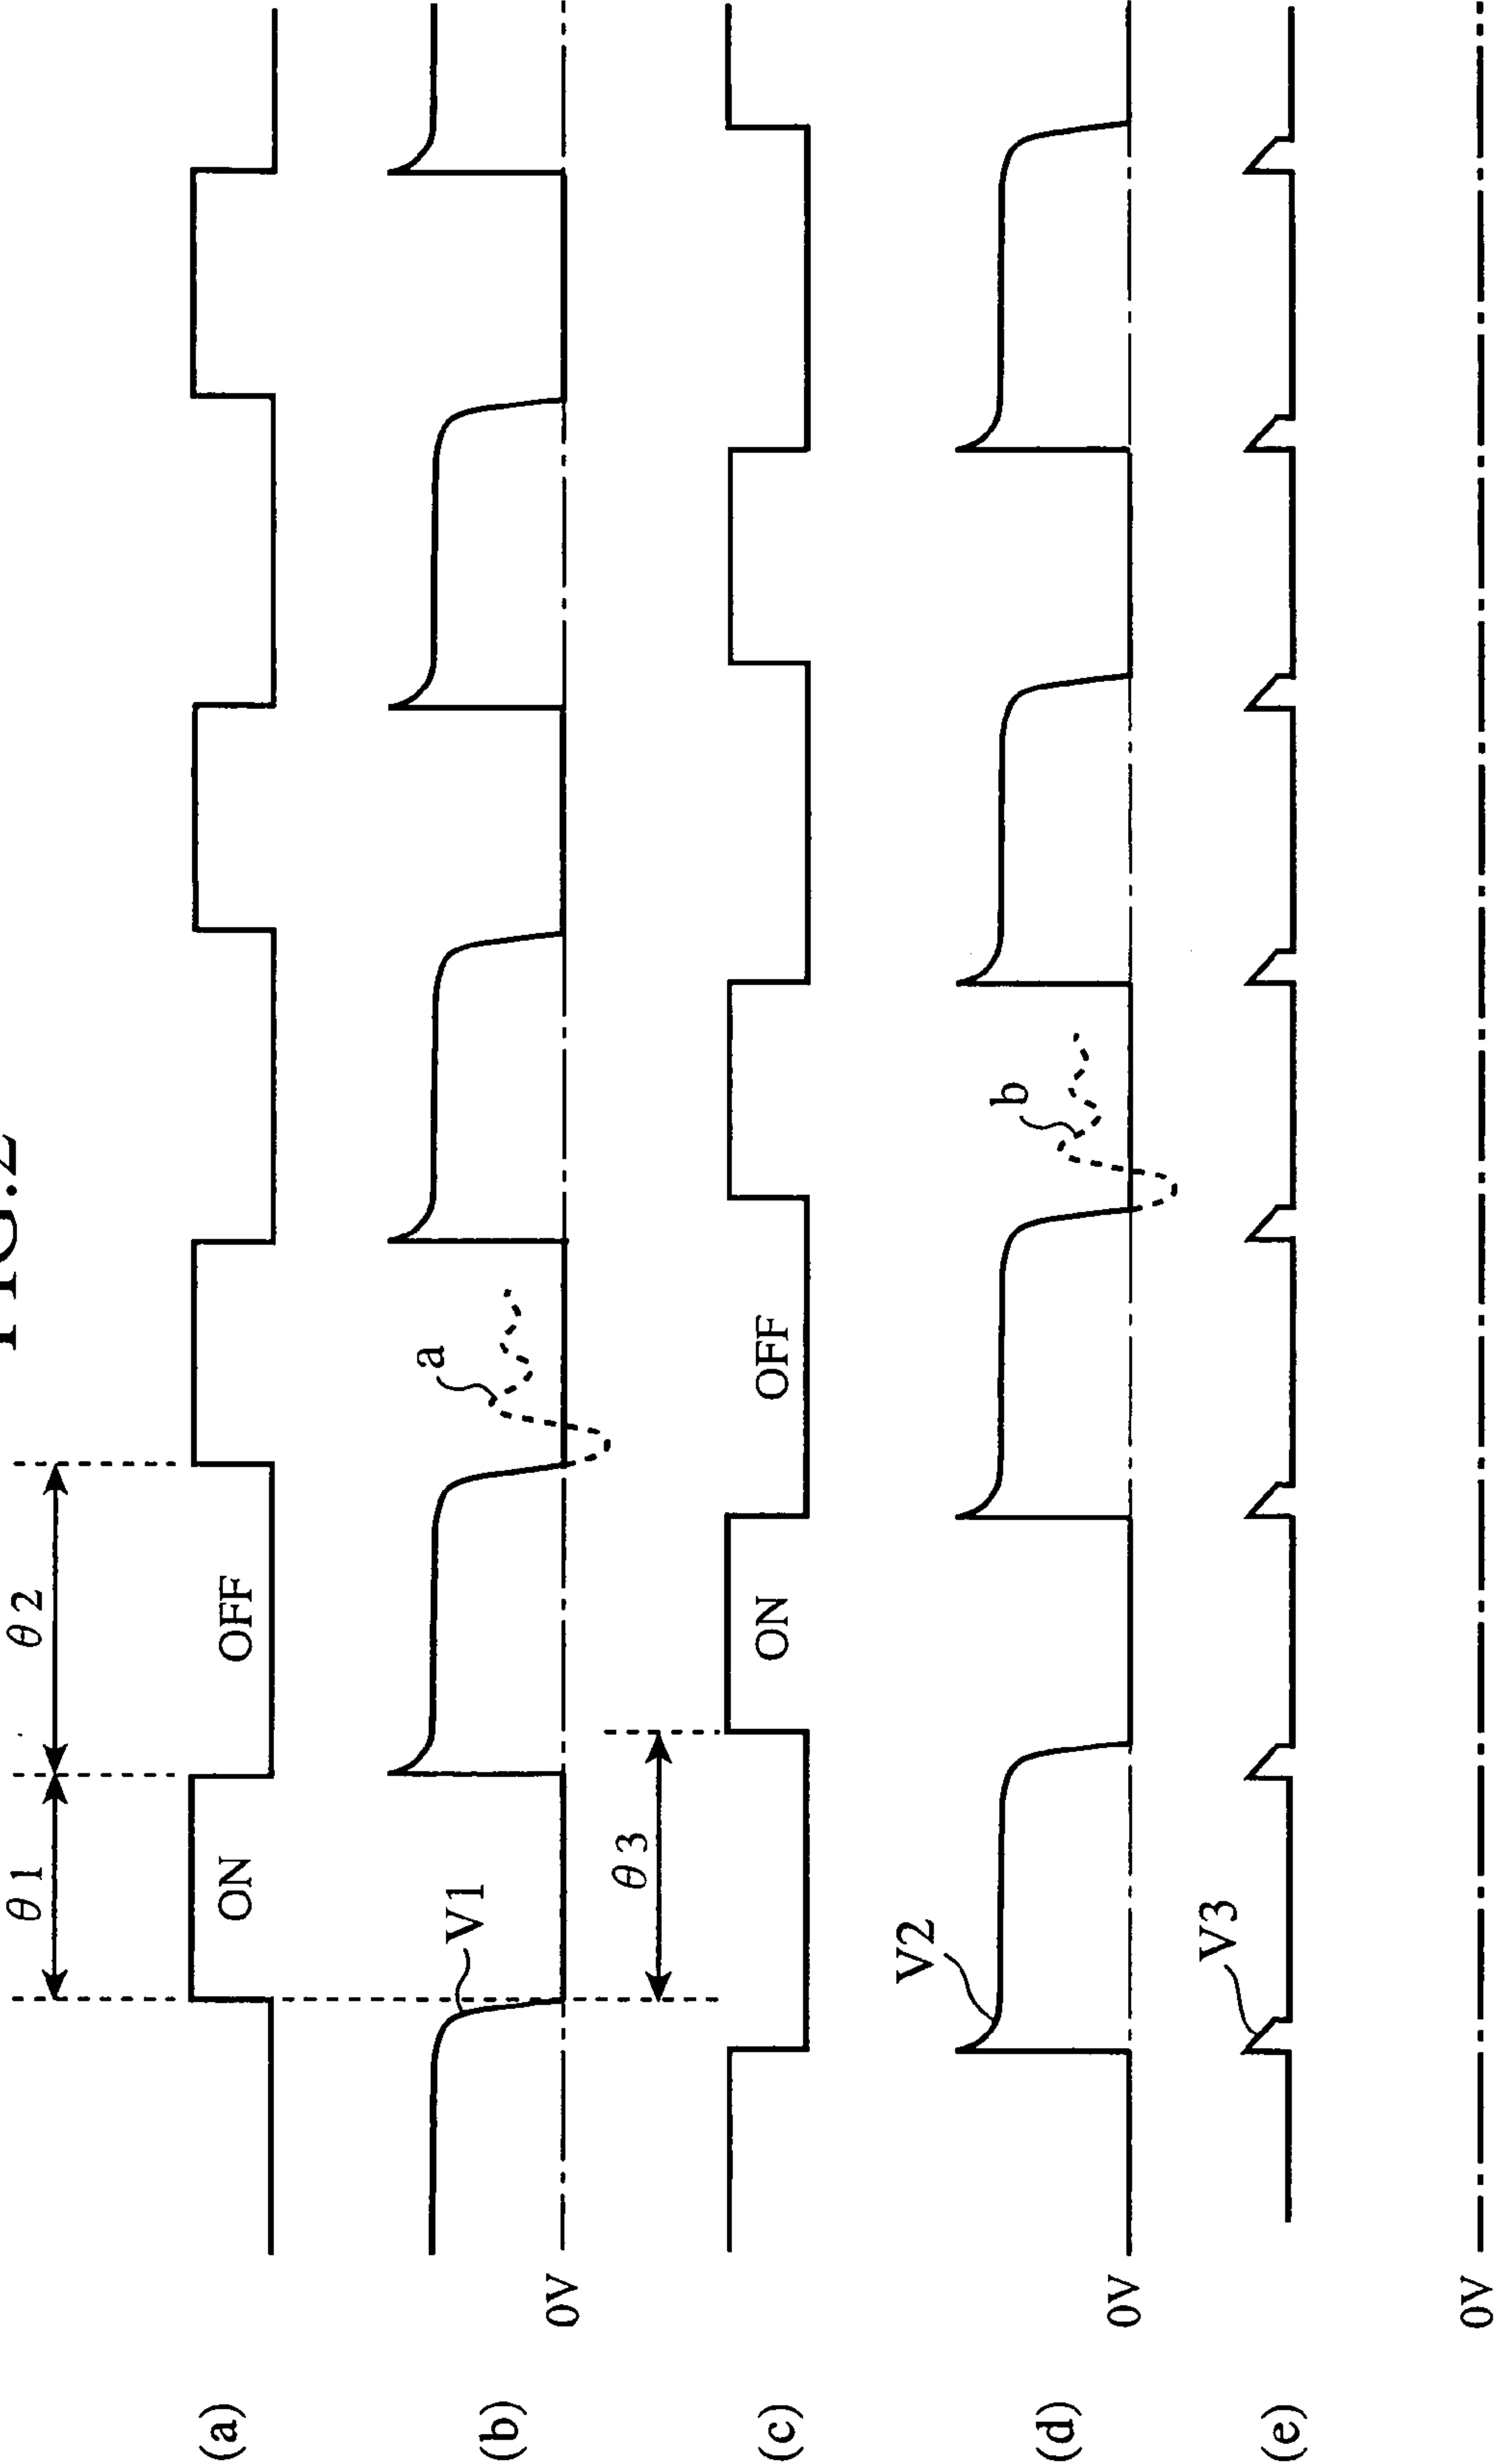 FIG.2
θ1
θ2
(a)
ON
OFF
(b)
V1
a
0V
θ3
(c)
ON
OFF
(d)
V2
b
0V
(e)
V3
0V